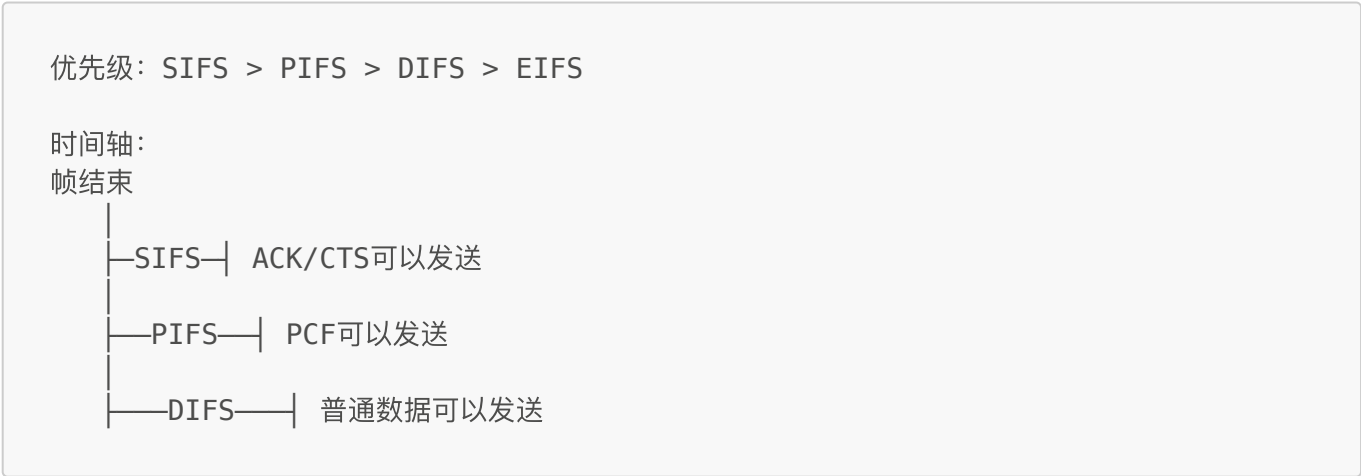 优先级：SIFS > PIFS > DIFS > EIFS
时间轴：
帧结束
├─SIFS─┤ ACK/CTS可以发送
├──PIFS──┤ PCF可以发送
├───DIFS───┤ 普通数据可以发送